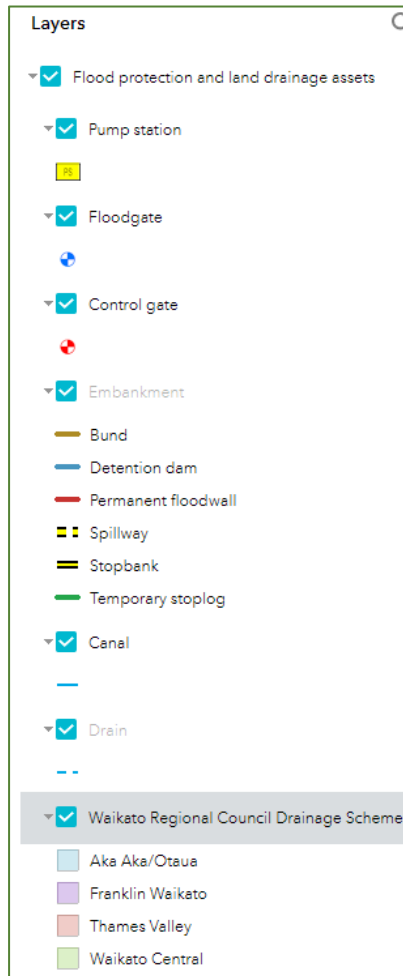 Layers
Flood protection and land drainage assets
Pump station
PS
Floodgate
Control gate
Embankment
Bund
Detention dam
Permanent floodwall
Spillway
Stopbank
Temporary stoplog
Canal
Drain
Waikato Regional Council Drainage Scheme
Aka Aka/Otaua
Franklin Waikato
Thames Valley
Waikato Central